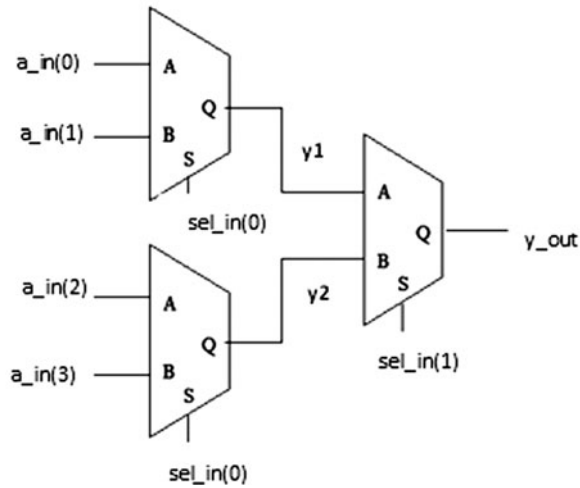 a_in(0)
A
a_in(1)
B
Q
S
sel_in(0)
y1
a_in(2)
A
a_in(3)
B
Q
S
sel_in(0)
y2
A
B
Q
S
sel_in(1)
y_out